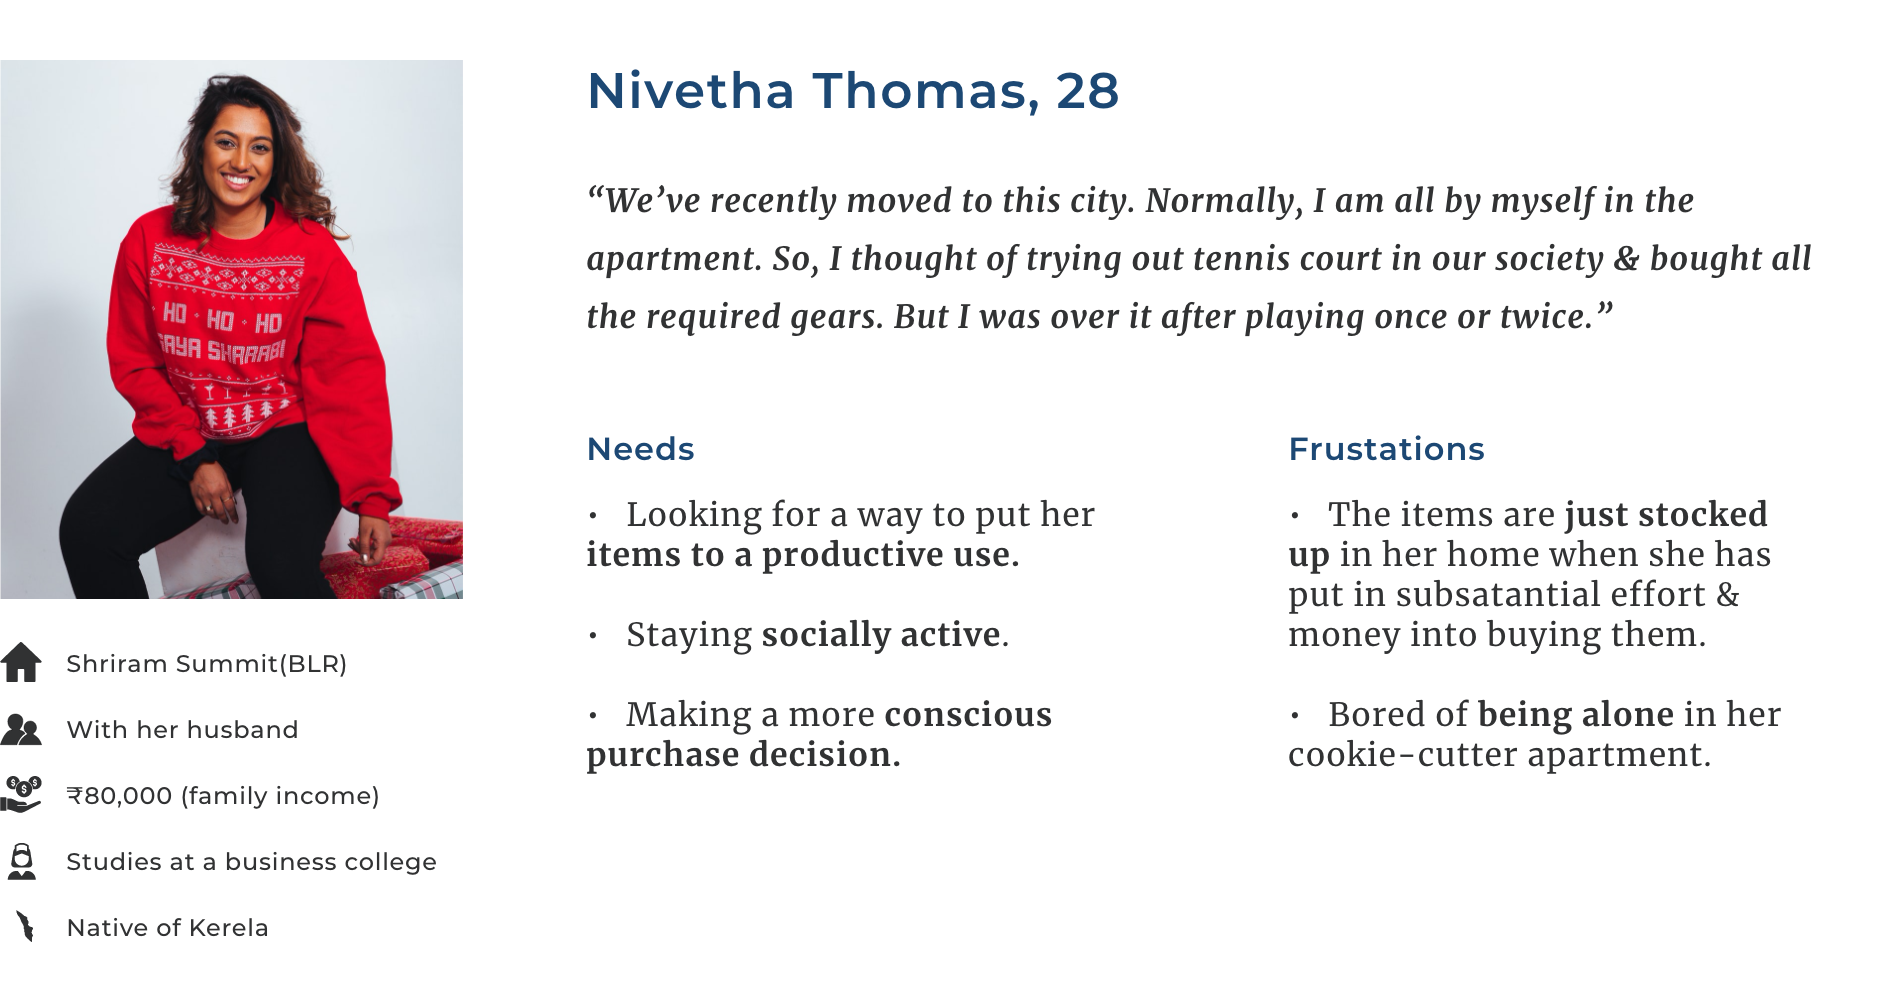 Nivetha Thomas, 28
“We’ve recently moved to this city. Normally, I am all by myself in the
apartment. So, I thought of trying out tennis court in our society & bought all
the required gears. But I was over it after playing once or twice.”
HO · HO · HO
GAYA SHARABI
Shriram Summit(BLR)
With her husband
₹80,000 (family income)
Studies at a business college
Native of Kerela
Needs
• Looking for a way to put her
items to a productive use.
• Staying socially active.
• Making a more conscious
purchase decision.
Frustations
• The items are just stocked
up in her home when she has
put in subsatantial effort &
money into buying them.
• Bored of being alone in her
cookie-cutter apartment.